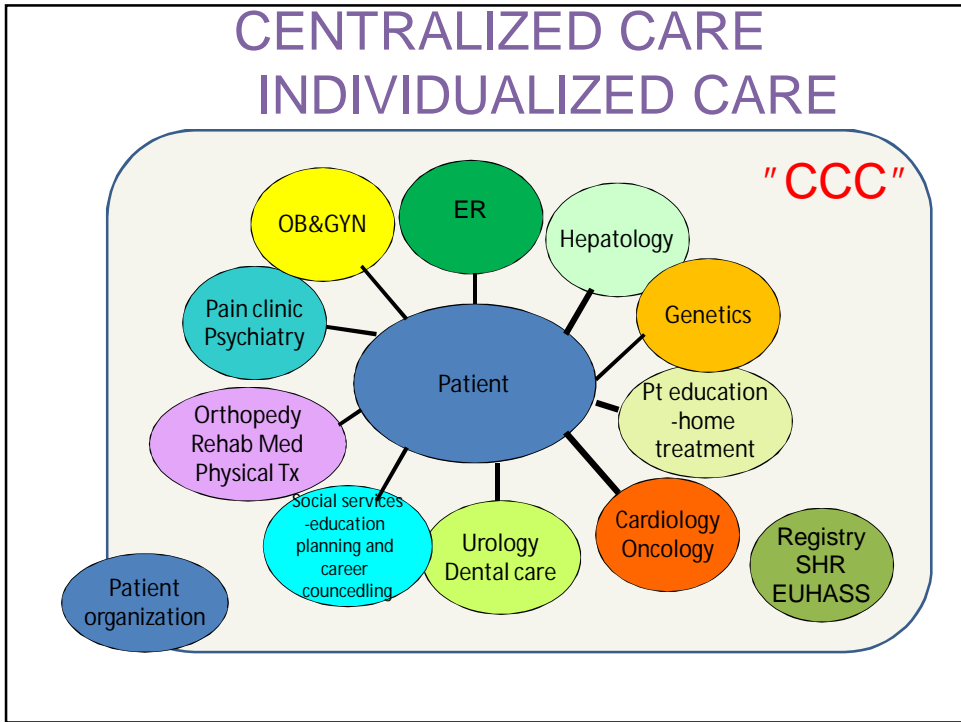 CENTRALIZED CARE
INDIVIDUALIZED CARE
"CCC"
OB&GYN
ER
Hepatology
Pain clinic
Psychiatry
Genetics
Patient
Orthopedy
Rehab Med
Physical Tx
Pt education
-home
treatment
Social services
-education
planning and
career
councedling
Urology
Dental care
Cardiology
Oncology
Registry
SHR
EUHASS
Patient
organization